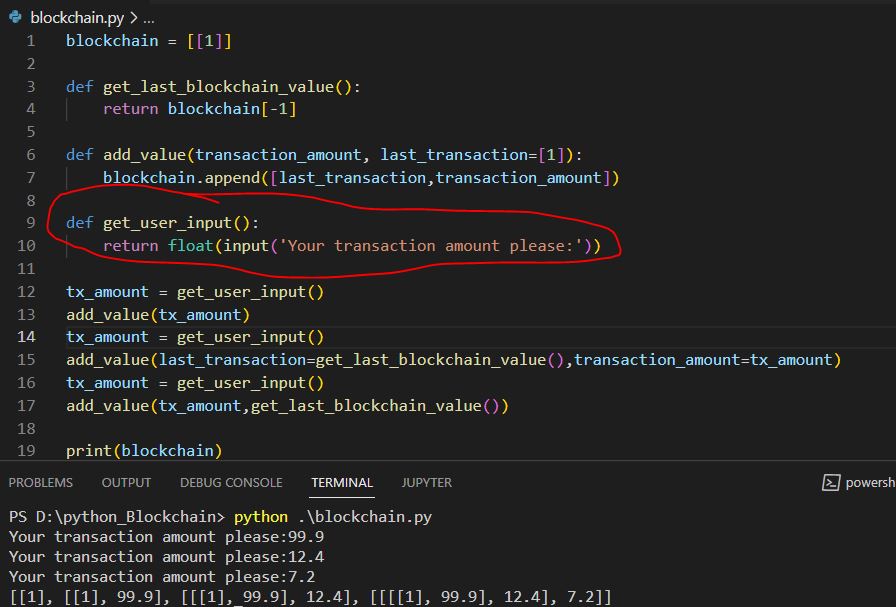 blockchain.py > ...
1 blockchain = [[1]]
2
3 def get_last_blockchain_value():
4     return blockchain[-1]
5
6 def add_value(transaction_amount, last_transaction=[1]):
7     blockchain.append([last_transaction,transaction_amount])
8
9 def get_user_input():
10     return float(input('Your transaction amount please:'))
11
12 tx_amount = get_user_input()
13 add_value(tx_amount)
14 tx_amount = get_user_input()
15 add_value(last_transaction=get_last_blockchain_value(),transaction_amount=tx_amount)
16 tx_amount = get_user_input()
17 add_value(tx_amount,get_last_blockchain_value())
18
19 print(blockchain)
PROBLEMS OUTPUT DEBUG CONSOLE TERMINAL JUPYTER powersh
PS D:\python_Blockchain> python .\blockchain.py
Your transaction amount please:99.9
Your transaction amount please:12.4
Your transaction amount please:7.2
[[1], [[1], 99.9], [[[1], 99.9], 12.4], [[[[1], 99.9], 12.4], 7.2]]